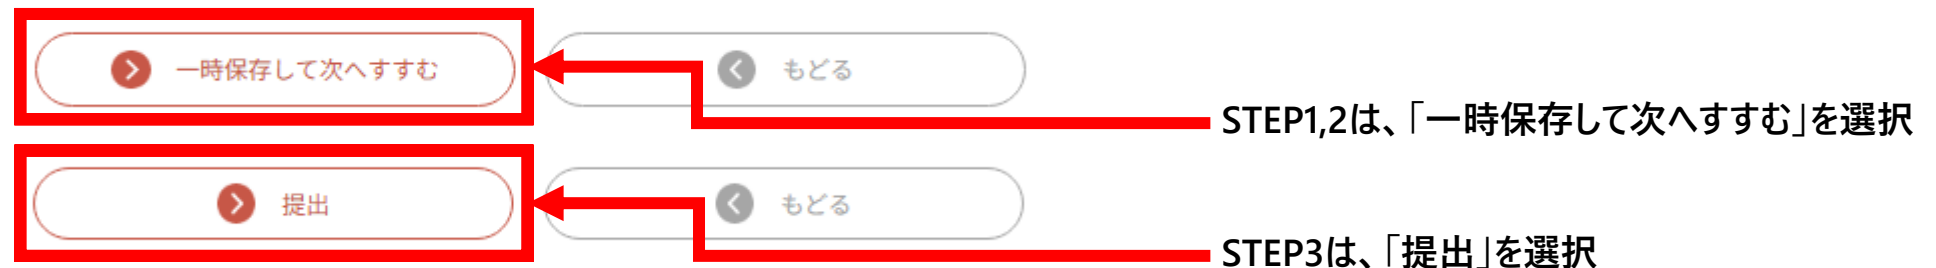 一時保存して次へすすむ
もどる
STEP1,2は、「一時保存して次へすすむ」を選択
提出
もどる
STEP3は、「提出」を選択